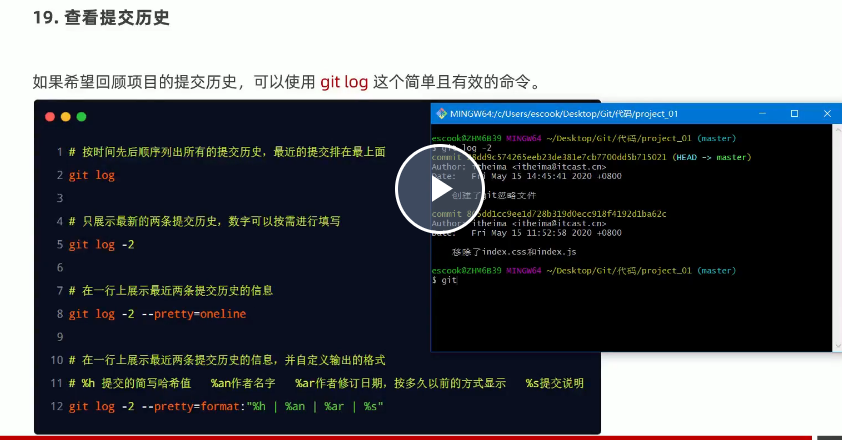 19. 查看提交历史
如果希望回顾项目的提交历史，可以使用 git log 这个简单且有效的命令。
1 # 按时间先后顺序列出所有的提交历史，最近的提交排在最上面
2 git log
3
4 # 只展示最新的两条提交历史，数字可以按需进行填写
5 git log -2
6
7 # 在一行上展示最近两条提交历史的信息
8 git log -2 --pretty=oneline
9
10 # 在一行上展示最近两条提交历史的信息，并自定义输出的格式
11 # %h 提交的简写哈希值 %an作者名字 %ar作者修订日期，按多久以前的方式显示 %s提交说明
12 git log -2 --pretty=format:"%h | %an | %ar | %s"
MINGW64:/c/Users/escook/Desktop/Git/代码/project_01
escook@ZHM6B39 MINGW64 ~/Desktop/Git/代码/project_01 (master)
$ git log -2
commit dd9c574265eeb23de381e7cb7700dd5b715021 (HEAD -> master)
Author: itheima <itheima@itcast.cn>
Date: Fri May 15 14:45:41 2020 +0800
创建了git忽略文件
commit dd1cc9ee1d728b319d0ecc918f4192d1ba62c
Author: itheima <itheima@itcast.cn>
Date: Fri May 15 11:52:58 2020 +0800
移除了index.css和index.js
escook@ZHM6B39 MINGW64 ~/Desktop/Git/代码/project_01 (master)
$ git